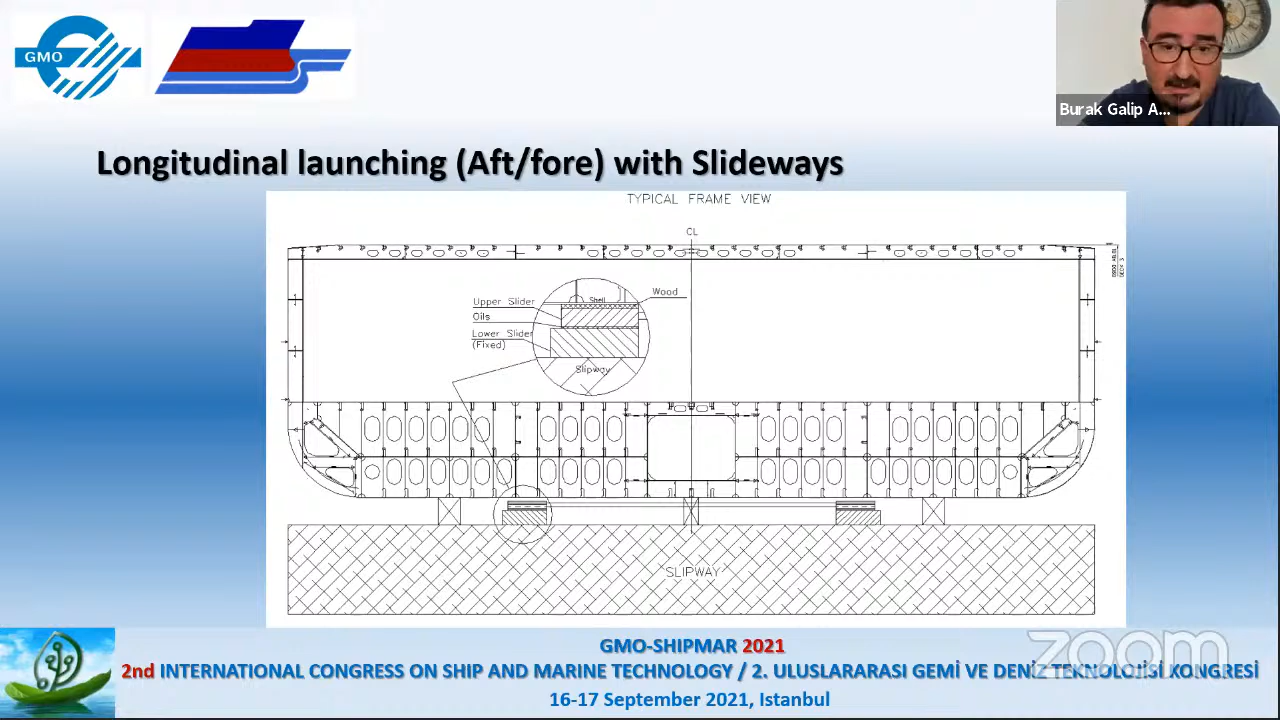 GMO
Burak Galip A...
Longitudinal launching (Aft/fore) with Slideways
TYPICAL FRAME VIEW
CL
Shell
Wood
Upper Slider
Oils
Lower Slider
(Fixed)
Slipway
SLIPWAY
zoom
GMO-SHIPMAR 2021
2nd INTERNATIONAL CONGRESS ON SHIP AND MARINE TECHNOLOGY / 2. ULUSLARARASI GEMİ VE DENİZ TEKNOLOJİSİ KONGRESİ
16-17 September 2021, Istanbul